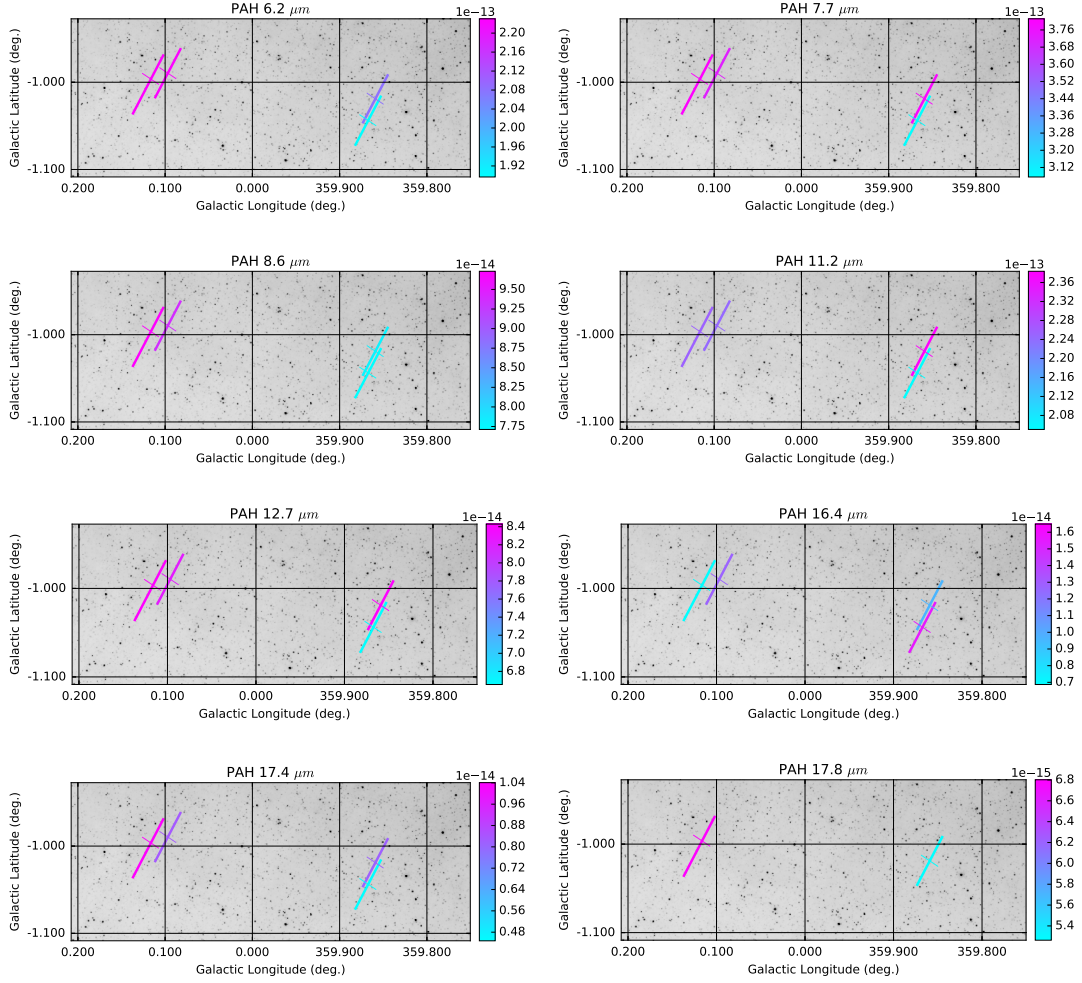 PAH 6.2 μm
1e−13
Galactic Latitude (deg.)
-1.000
-1.100
0.200 0.100 0.000 359.900 359.800
Galactic Longitude (deg.)
2.20
2.16
2.12
2.08
2.04
2.00
1.96
1.92
PAH 7.7 μm
1e−13
Galactic Latitude (deg.)
-1.000
-1.100
0.200 0.100 0.000 359.900 359.800
Galactic Longitude (deg.)
3.76
3.68
3.60
3.52
3.44
3.36
3.28
3.20
3.12
PAH 8.6 μm
1e−14
Galactic Latitude (deg.)
-1.000
-1.100
0.200 0.100 0.000 359.900 359.800
Galactic Longitude (deg.)
9.50
9.25
9.00
8.75
8.50
8.25
8.00
7.75
PAH 11.2 μm
1e−13
Galactic Latitude (deg.)
-1.000
-1.100
0.200 0.100 0.000 359.900 359.800
Galactic Longitude (deg.)
2.36
2.32
2.28
2.24
2.20
2.16
2.12
2.08
PAH 12.7 μm
1e−14
Galactic Latitude (deg.)
-1.000
-1.100
0.200 0.100 0.000 359.900 359.800
Galactic Longitude (deg.)
8.4
8.2
8.0
7.8
7.6
7.4
7.2
7.0
6.8
PAH 16.4 μm
1e−14
Galactic Latitude (deg.)
-1.000
-1.100
0.200 0.100 0.000 359.900 359.800
Galactic Longitude (deg.)
1.6
1.5
1.4
1.3
1.2
1.1
1.0
0.9
0.8
0.7
PAH 17.4 μm
1e−14
Galactic Latitude (deg.)
-1.000
-1.100
0.200 0.100 0.000 359.900 359.800
Galactic Longitude (deg.)
1.04
0.96
0.88
0.80
0.72
0.64
0.56
0.48
PAH 17.8 μm
1e−15
Galactic Latitude (deg.)
-1.000
-1.100
0.200 0.100 0.000 359.900 359.800
Galactic Longitude (deg.)
6.8
6.6
6.4
6.2
6.0
5.8
5.6
5.4